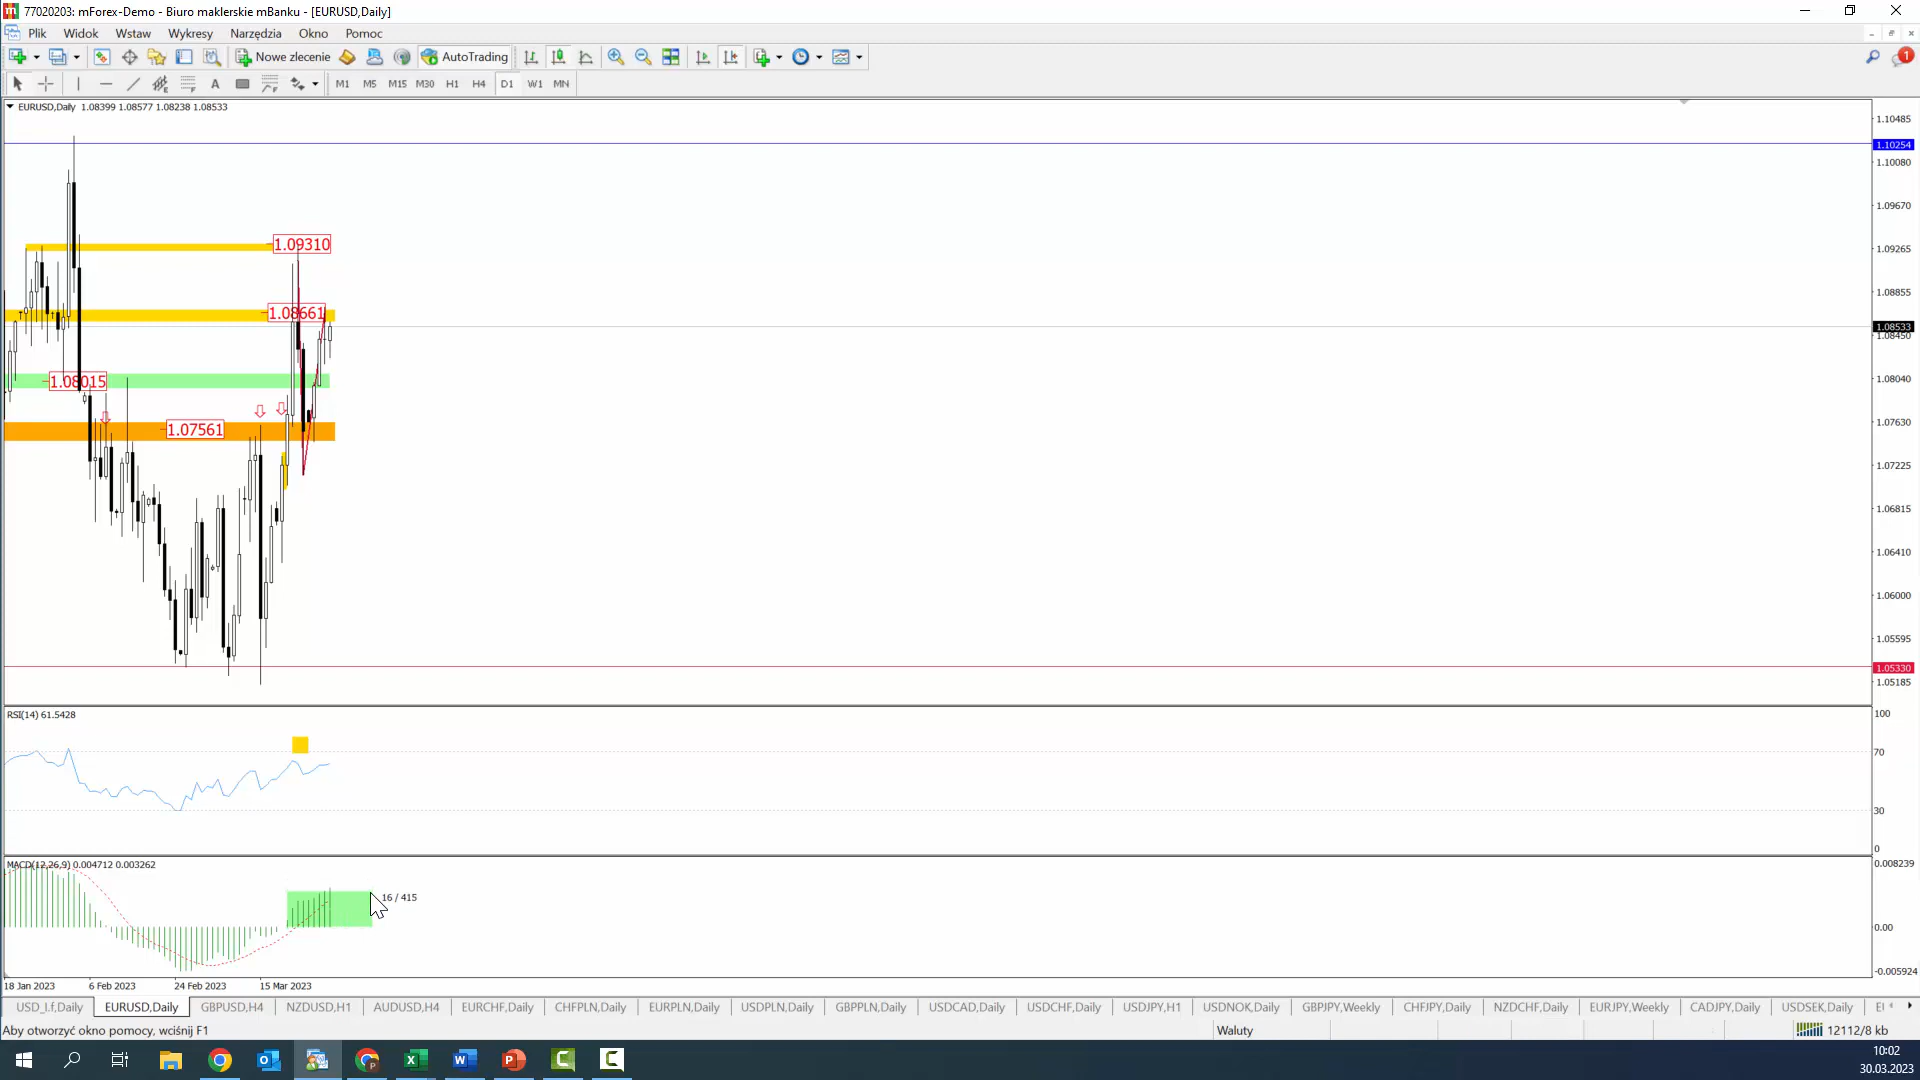 77020203: mForex-Demo - Biuro maklerskie mBanku - [EURUSD,Daily]
Plik Widok Wstaw Wykresy Narzędzia Okno Pomoc
Nowe zlecenie AutoTrading 1
A M1 M5 M15 M30 H1 H4 D1 W1 MN
EURUSD,Daily 1.08399 1.08577 1.08238 1.08533
1.10485
1.10254
1.10080
1.09670
1.09310
1.09265
1.08855
1.08661
1.08533
1.08450
1.08015
1.08040
1.07561
1.07630
1.07225
1.06815
1.06410
1.06000
1.05595
1.05330
1.05185
RSI(14) 61.5428
100
70
30
0
MACD(12,26,9) 0.004712 0.003262
0.008239
16 / 415
0.00
-0.005924
18 Jan 2023 6 Feb 2023 24 Feb 2023 15 Mar 2023
USD_I.f,Daily EURUSD,Daily GBPUSD,H4 NZDUSD,H1 AUDUSD,H4 EURCHF,Daily CHFPLN,Daily EURPLN,Daily USDPLN,Daily GBPPLN,Daily USDCAD,Daily USDCHF,Daily USDJPY,H1 USDNOK,Daily GBPJPY,Weekly CHFJPY,Daily NZDCHF,Daily EURJPY,Weekly CADJPY,Daily USDSEK,Daily
Aby otworzyć okno pomocy, wciśnij F1 Waluty 12112/8 kb
10:02
30.03.2023